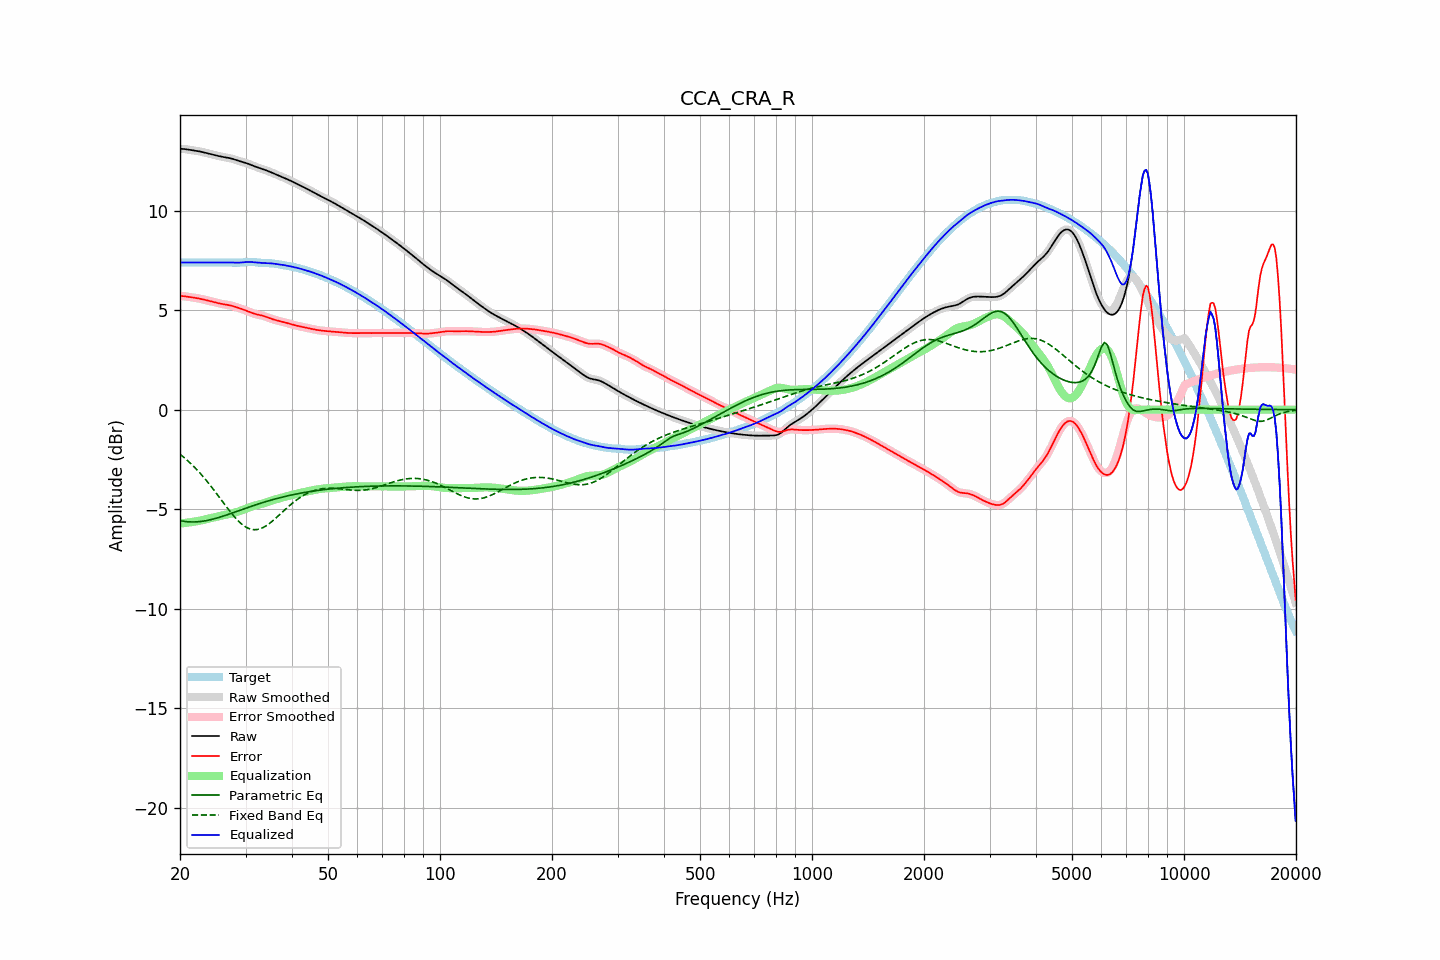 CCA_CRA_R
Amplitude (dBr)
10
5
0
−5
−10
−15
−20
Target
Raw Smoothed
Error Smoothed
Raw
Error
Equalization
Parametric Eq
Fixed Band Eq
Equalized
20 50 100 200 500 1000 2000 5000 10000 20000
Frequency (Hz)